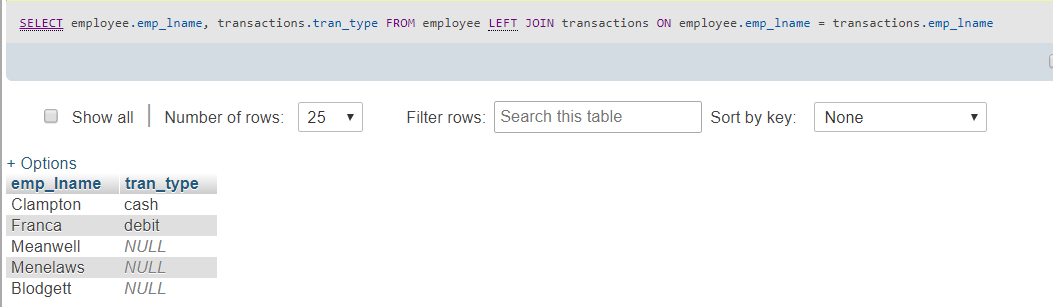 SELECT employee.emp_lname, transactions.tran_type FROM employee LEFT JOIN transactions ON employee.emp_lname = transactions.emp_lname
Show all | Number of rows: 25 Filter rows: Search this table Sort by key: None
+ Options
emp_lname tran_type
Clampton cash
Franca debit
Meanwell NULL
Menelaws NULL
Blodgett NULL